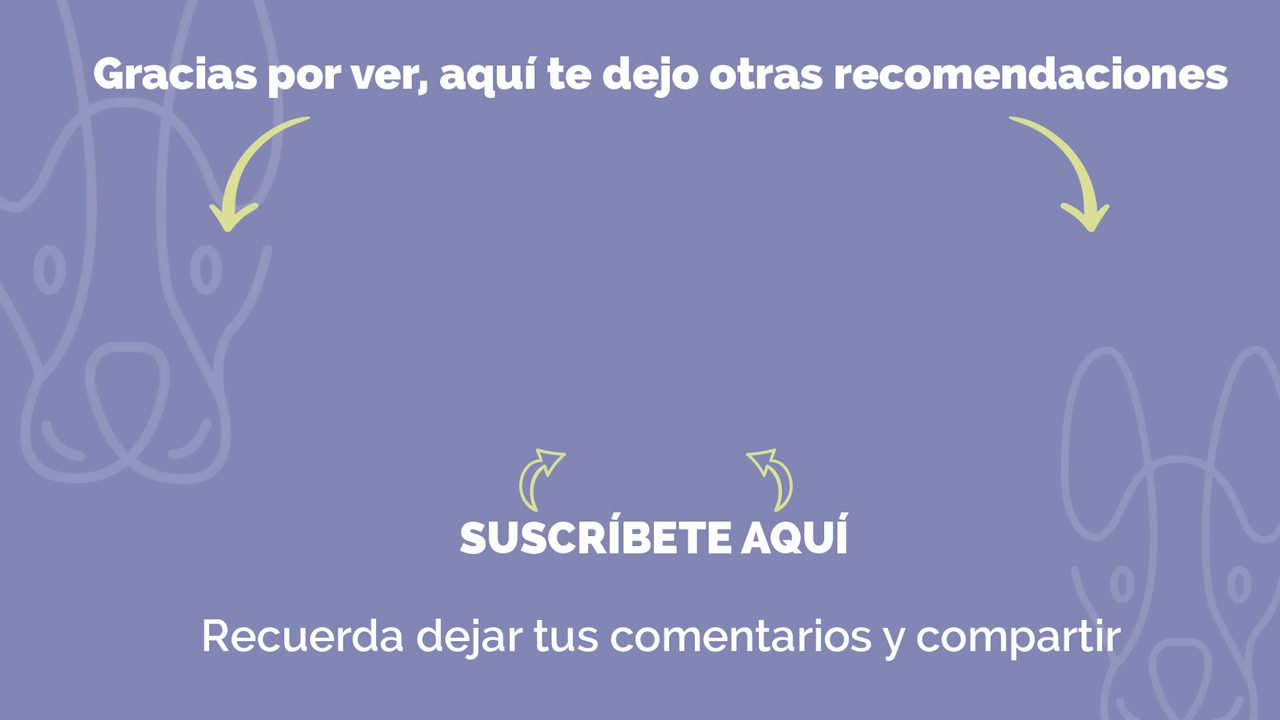 Gracias por ver, aquí te dejo otras recomendaciones
SUSCRÍBETE AQUÍ
Recuerda dejar tus comentarios y compartir